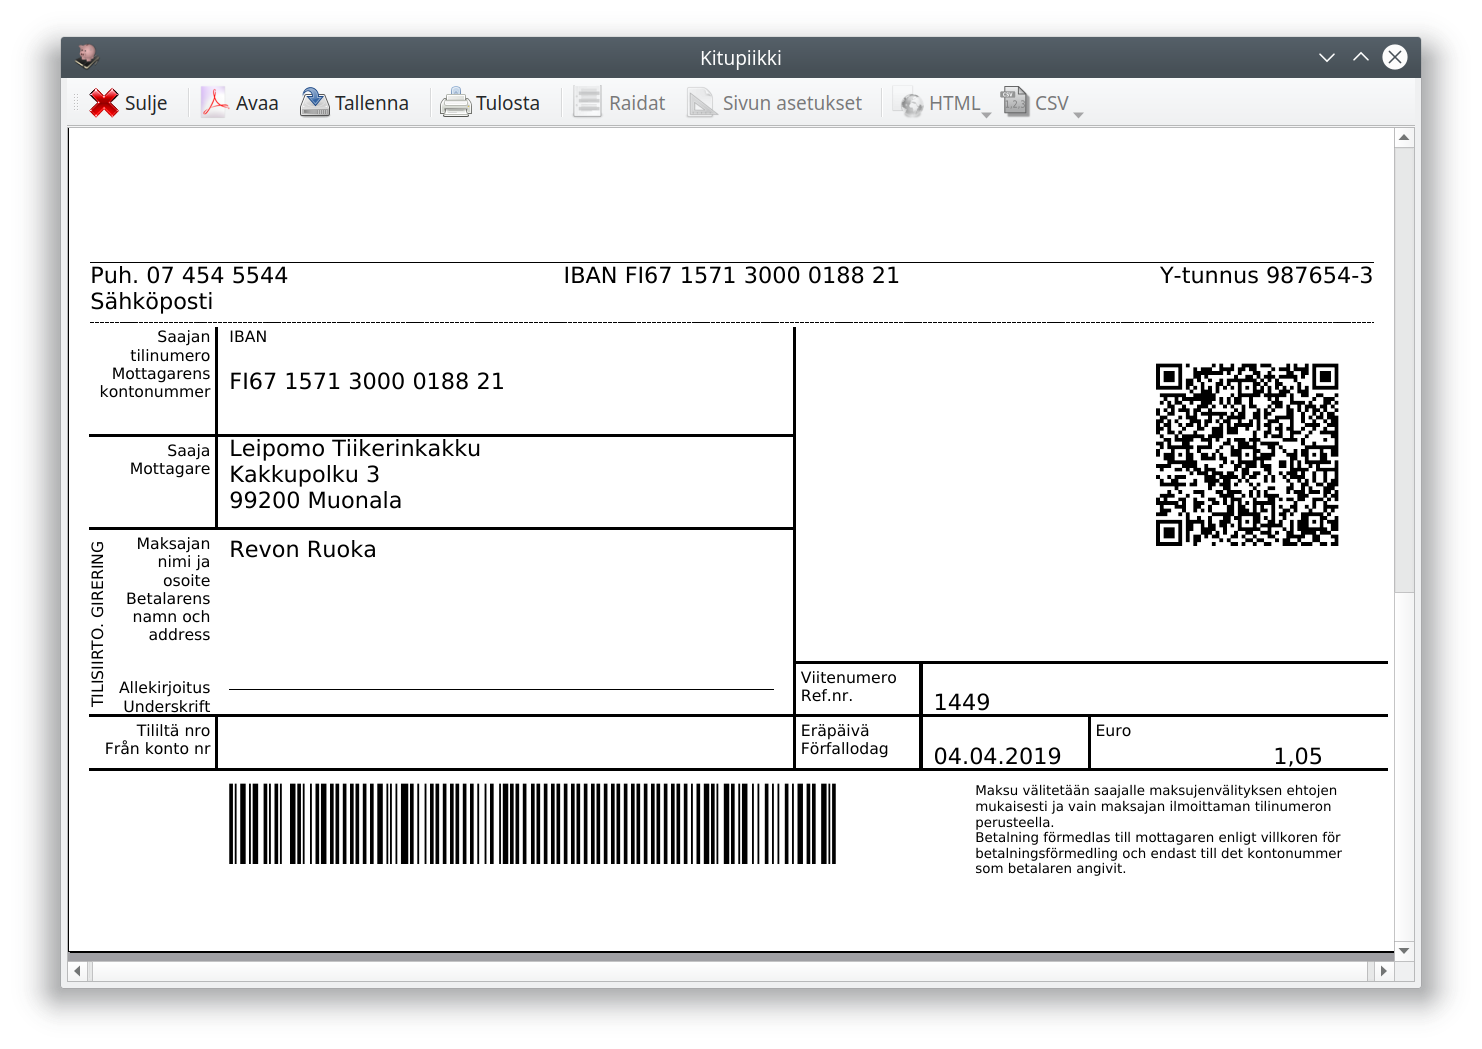 Kitupiikki
Sulje Avaa Tallenna Tulosta Raidat Sivun asetukset HTML CSV
Puh. 07 454 5544 IBAN FI67 1571 3000 0188 21 Y-tunnus 987654-3
Sähköposti
Saajan
tilinumero
Mottagarens
kontonummer
IBAN
FI67 1571 3000 0188 21
Saaja
Mottagare
Leipomo Tiikerinkakku
Kakkupolku 3
99200 Muonala
TILISIIRTO. GIRERING
Maksajan
nimi ja
osoite
Betalarens
namn och
address
Revon Ruoka
Allekirjoitus
Underskrift
Viitenumero
Ref.nr.
1449
Tililtä nro
Från konto nr
Eräpäivä
Förfallodag
04.04.2019
Euro
1,05
Maksu välitetään saajalle maksujenvälityksen ehtojen
mukaisesti ja vain maksajan ilmoittaman tilinumeron
perusteella.
Betalning förmedlas till mottagaren enligt villkoren för
betalningsförmedling och endast till det kontonummer
som betalaren angivit.